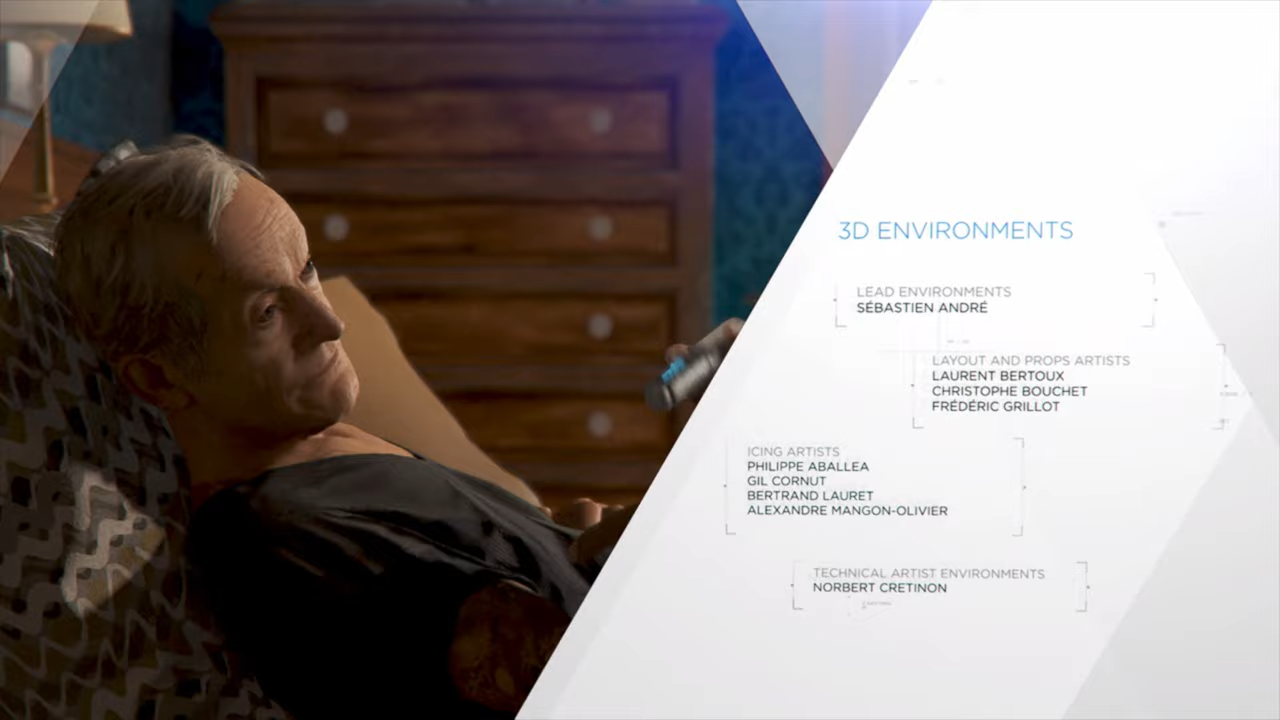 3D ENVIRONMENTS
LEAD ENVIRONMENTS
SÉBASTIEN ANDRÉ
LAYOUT AND PROPS ARTISTS
LAURENT BERTOUX
CHRISTOPHE BOUCHET
FRÉDÉRIC GRILLOT
ICING ARTISTS
PHILIPPE ABALLEA
GIL CORNUT
BERTRAND LAURET
ALEXANDRE MANGON-OLIVIER
TECHNICAL ARTIST ENVIRONMENTS
NORBERT CRETINON